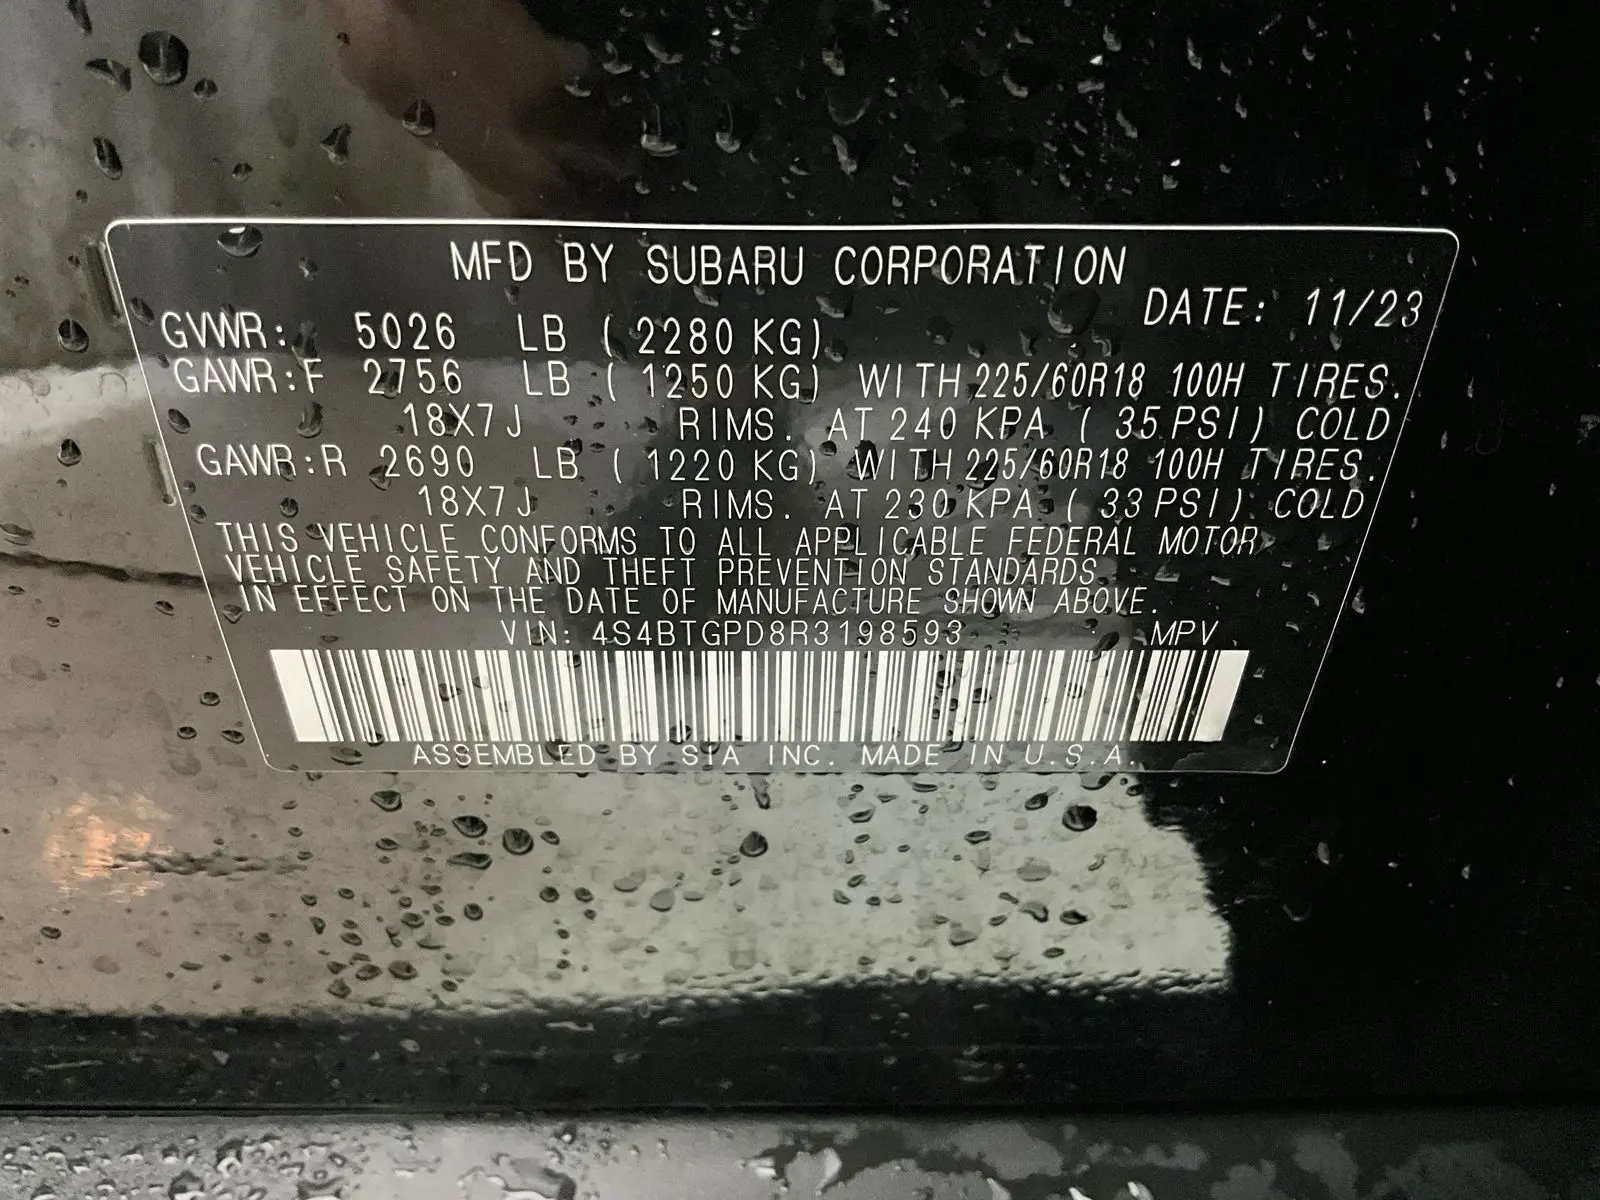 MFD BY SUBARU CORPORATION
DATE: 11/23
GVWR: 5026 LB ( 2280 KG)
GAWR:F 2756 LB ( 1250 KG) WITH 225/60R18 100H TIRES.
18X7J RIMS. AT 240 KPA ( 35 PSI) COLD
GAWR:R 2690 LB ( 1220 KG) WITH 225/60R18 100H TIRES.
18X7J RIMS. AT 230 KPA ( 33 PSI) COLD
THIS VEHICLE CONFORMS TO ALL APPLICABLE FEDERAL MOTOR
VEHICLE SAFETY AND THEFT PREVENTION STANDARDS
IN EFFECT ON THE DATE OF MANUFACTURE SHOWN ABOVE.
VIN: 4S4BTGPD8R3198593 MPV
ASSEMBLED BY SIA INC. MADE IN U.S.A.